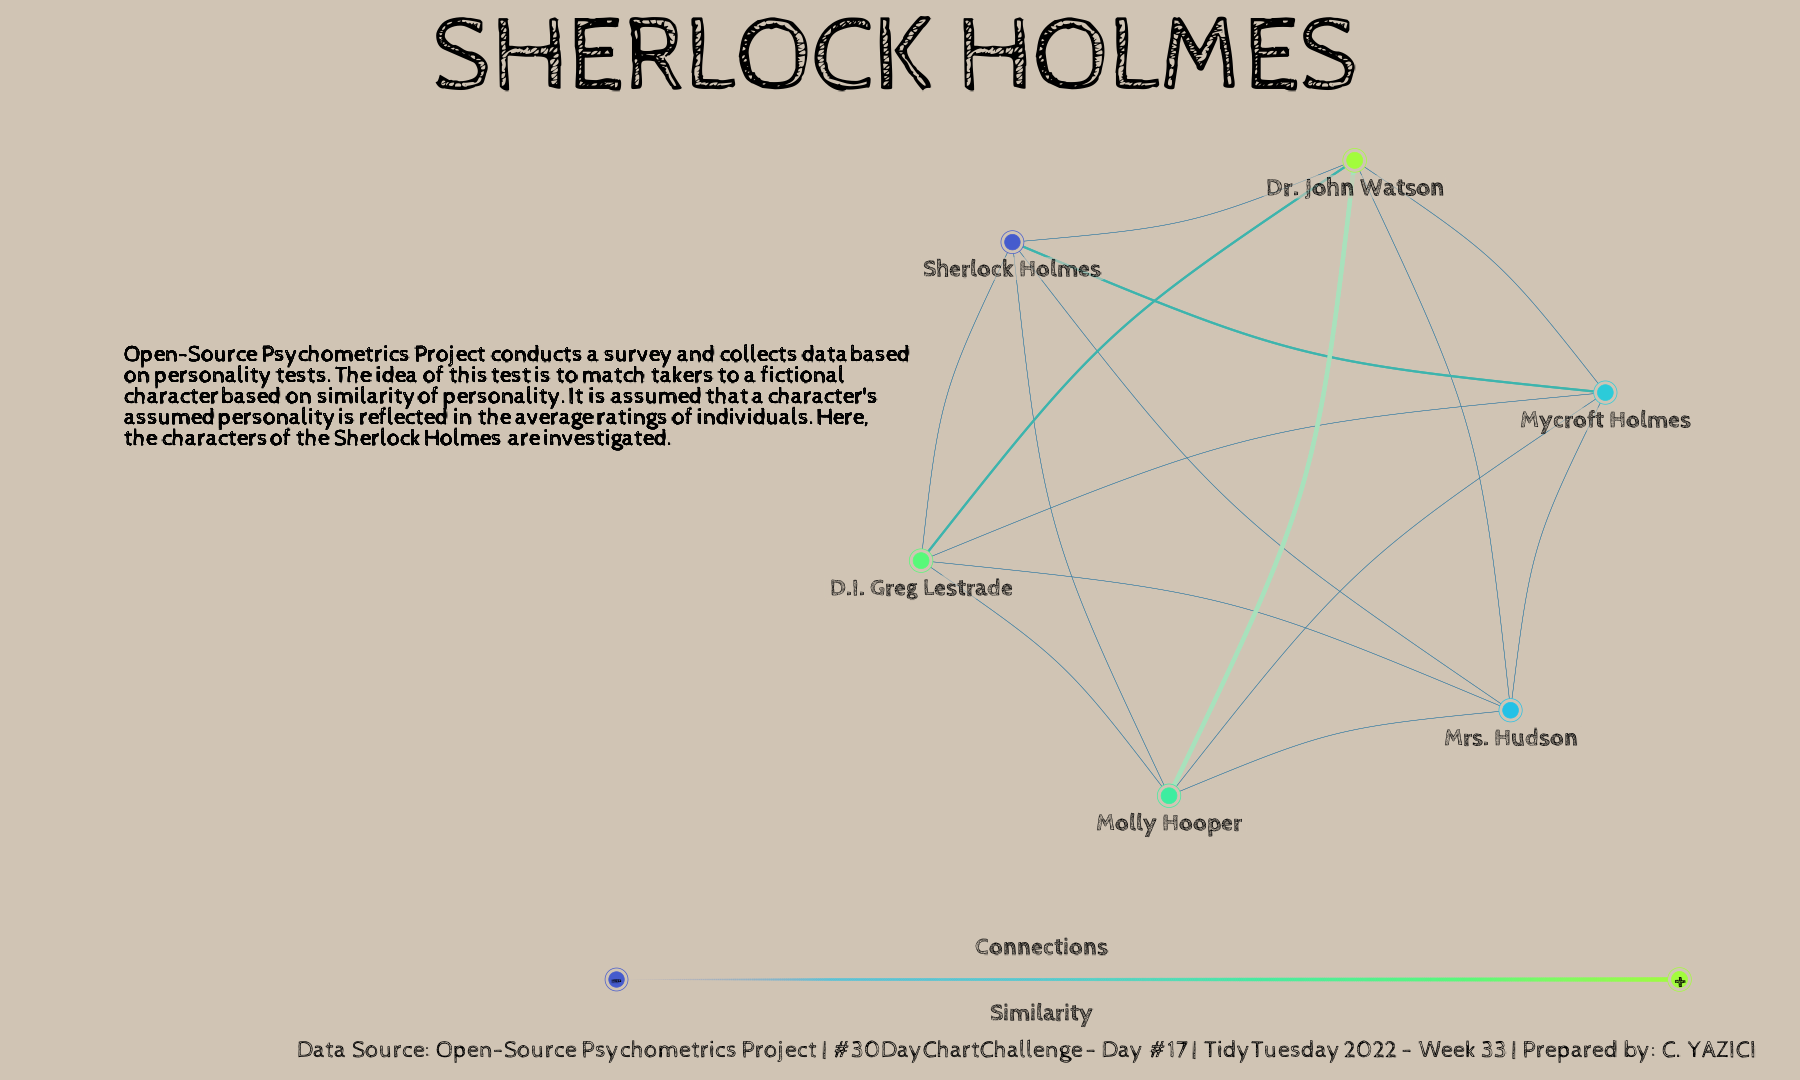 SHERLOCK HOLMES
Dr. John Watson
Sherlock Holmes
Open-Source Psychometrics Project conducts a survey and collects data based
on personality tests. The idea of this test is to match takers to a fictional
character based on similarity of personality. It is assumed that a character's
assumed personality is reflected in the average ratings of individuals. Here,
the characters of the Sherlock Holmes are investigated.
Mycroft Holmes
D.I. Greg Lestrade
Mrs. Hudson
Molly Hooper
Connections
- +
Similarity
Data Source: Open-Source Psychometrics Project | #30DayChartChallenge - Day #17 | TidyTuesday 2022 - Week 33 | Prepared by: C. YAZICI